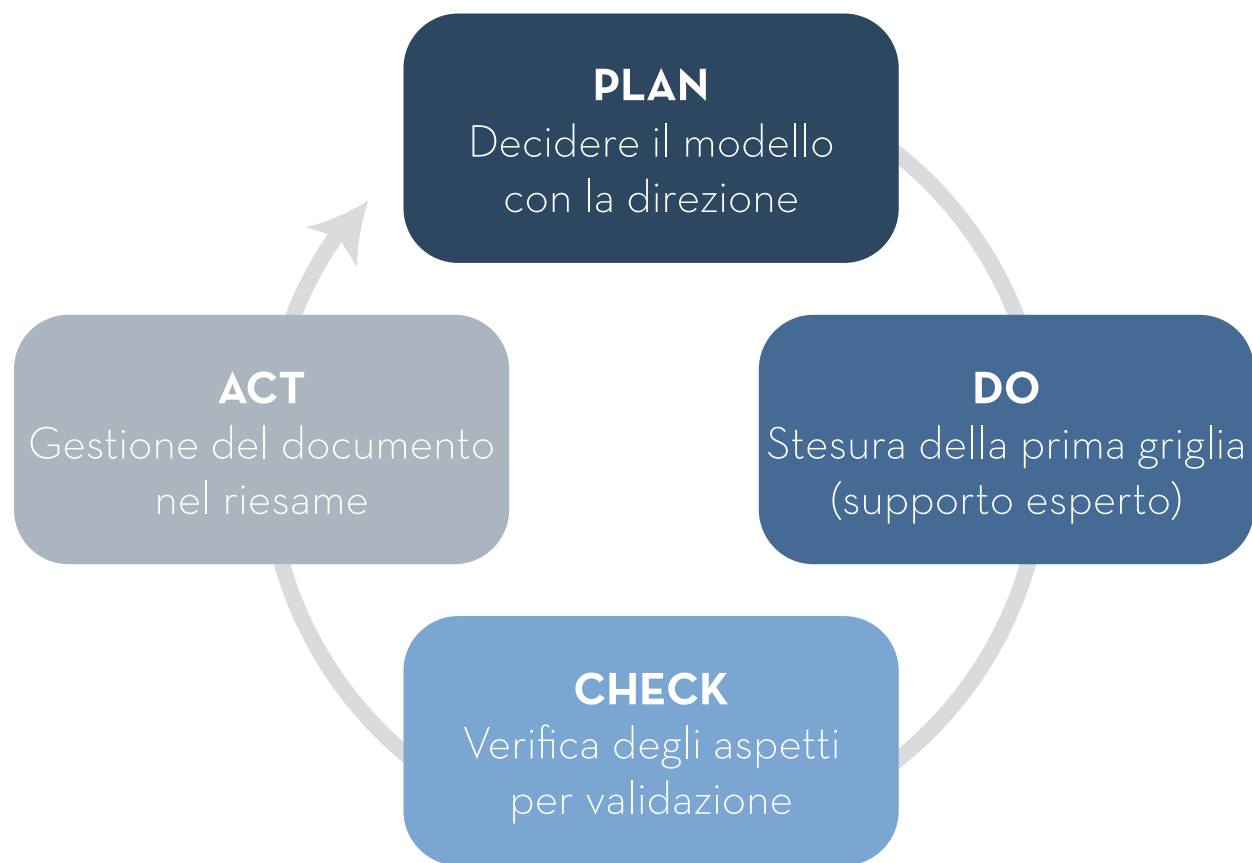 PLAN
Decidere il modello
con la direzione
DO
Stesura della prima griglia
(supporto esperto)
CHECK
Verifica degli aspetti
per validazione
ACT
Gestione del documento
nel riesame